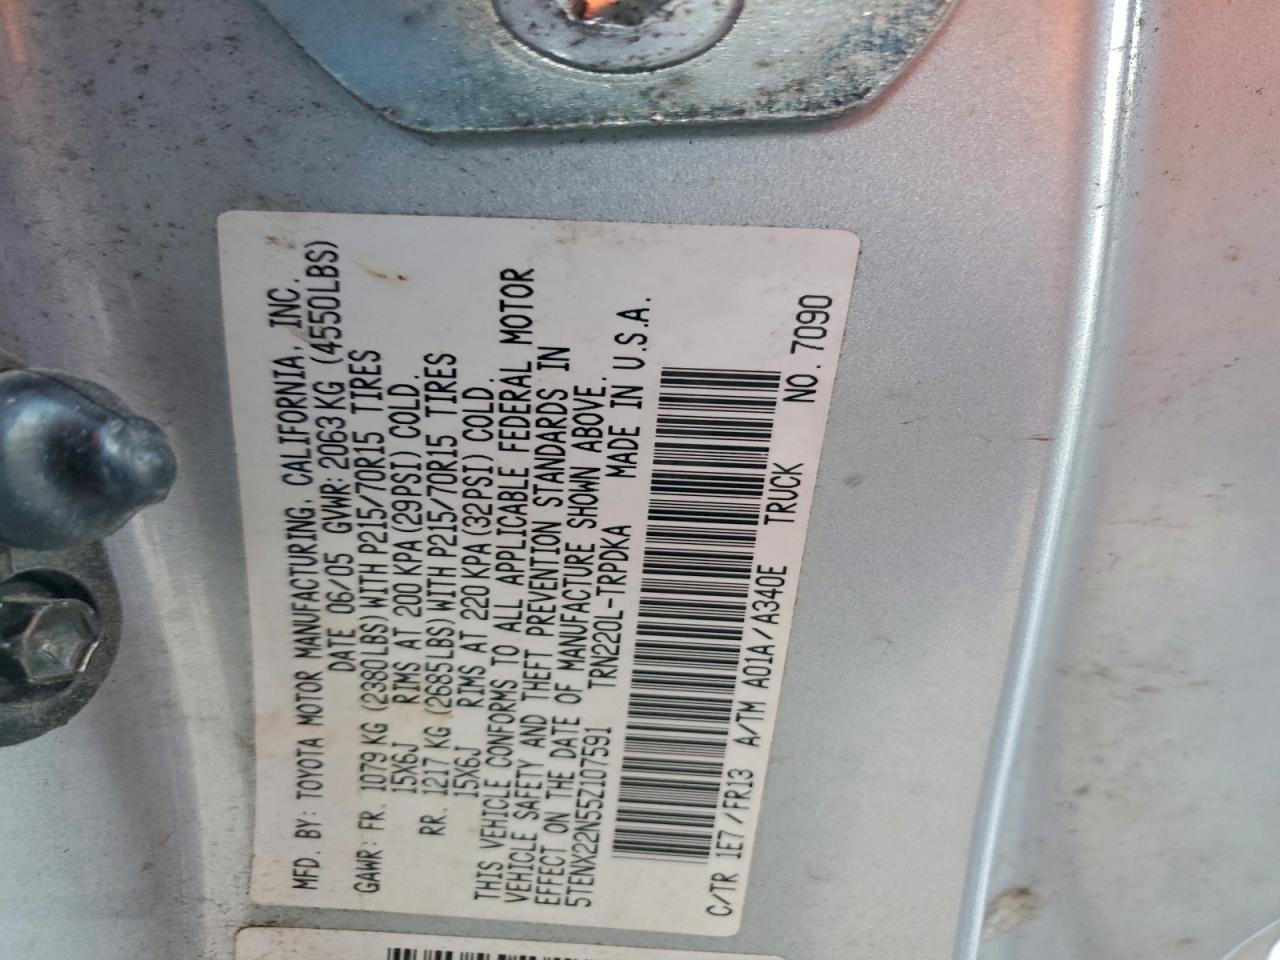 MFD. BY: TOYOTA MOTOR MANUFACTURING, CALIFORNIA, INC.
DATE 06/05 GVWR: 2063 KG (4550LBS)
GAWR: FR. 1079 KG (2380LBS) WITH P215/70R15 TIRES
15X6J RIMS AT 200 KPA (29PSI) COLD.
RR. 1217 KG (2685LBS) WITH P215/70R15 TIRES
15X6J RIMS AT 220 KPA (32PSI) COLD.
THIS VEHICLE CONFORMS TO ALL APPLICABLE FEDERAL MOTOR
VEHICLE SAFETY AND THEFT PREVENTION STANDARDS IN
EFFECT ON THE DATE OF MANUFACTURE SHOWN ABOVE.
5TENX22N55Z107591 TRN220L-TRPDKA MADE IN U.S.A.
C/TR 1E7/FR13 A/TM A01A/A340E TRUCK NO. 7090